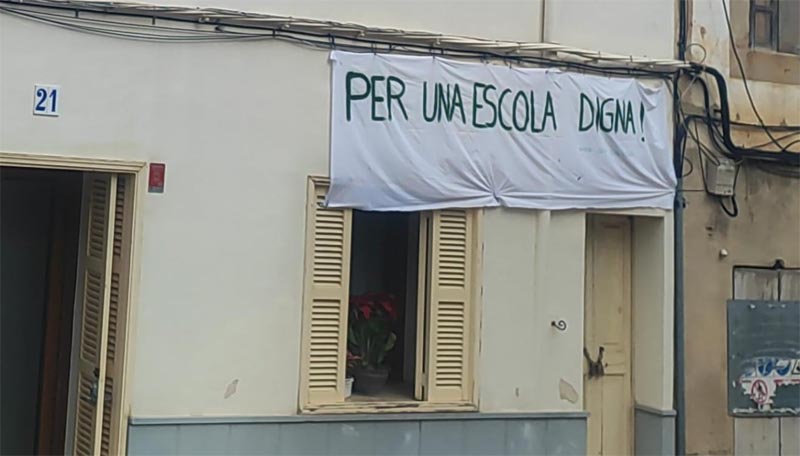 21
PER UNA ESCOLA DIGNA!